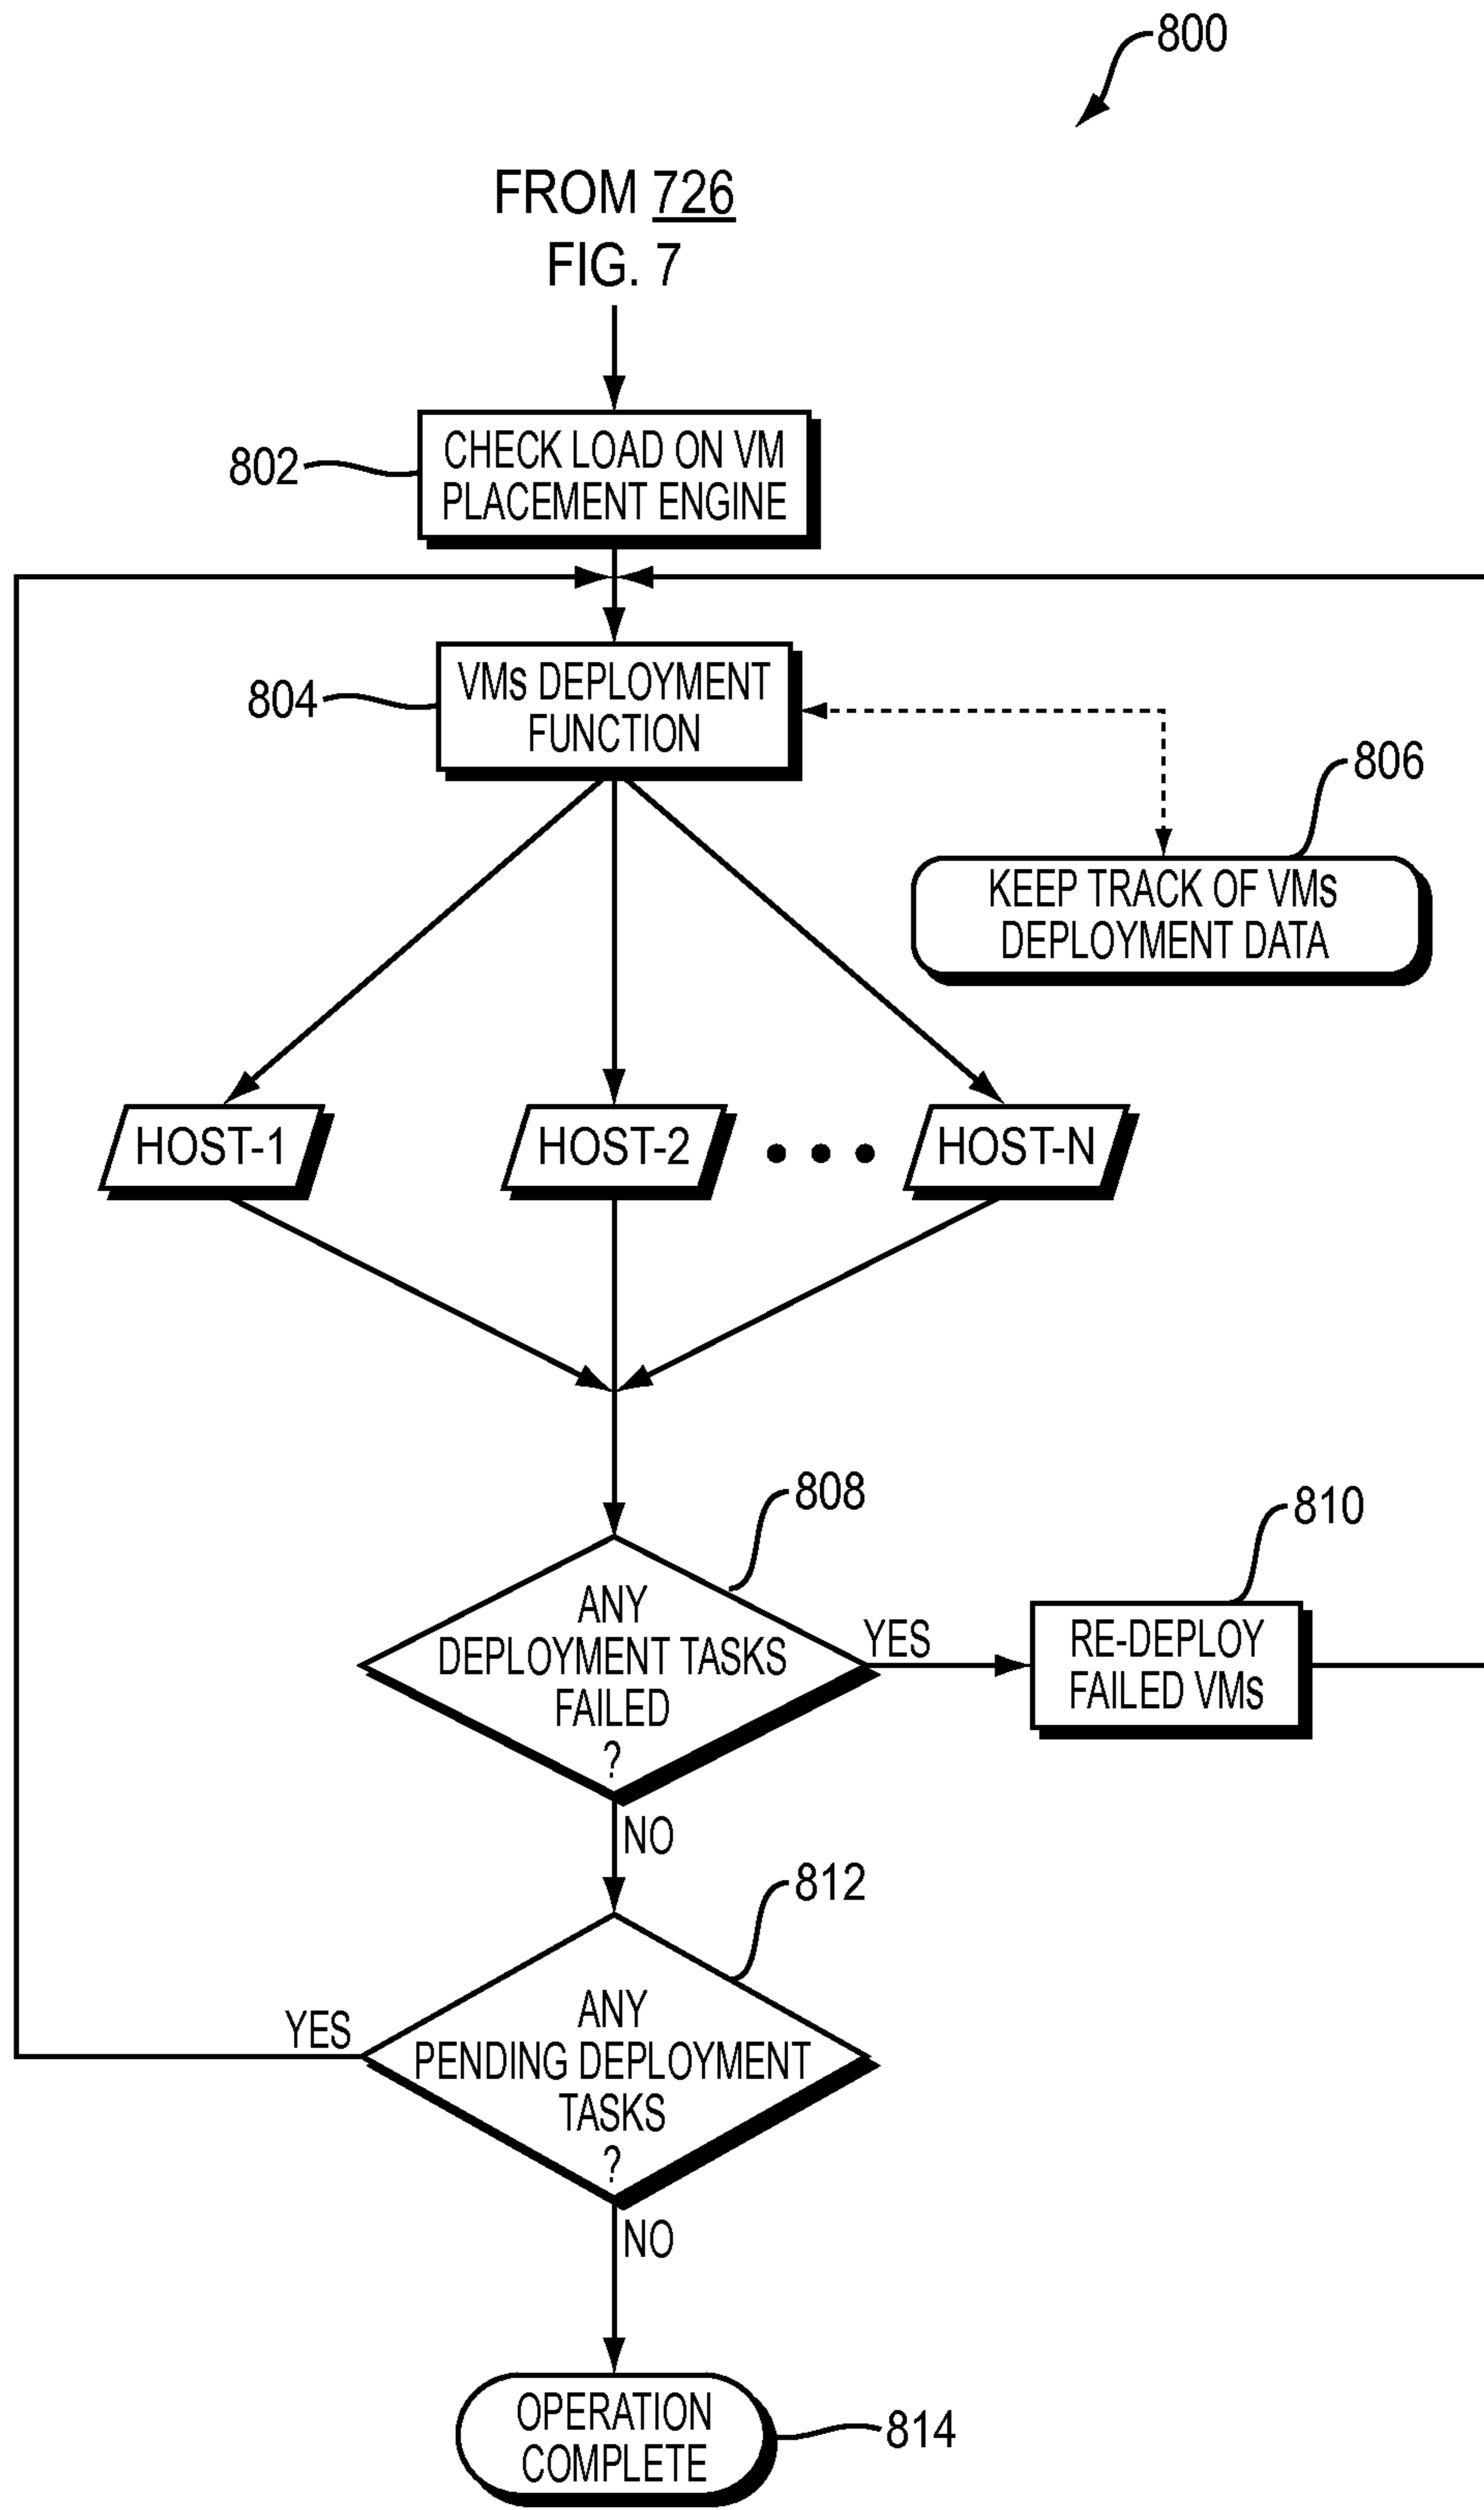 800
FROM 726
FIG. 7
802
CHECK LOAD ON VM
PLACEMENT ENGINE
804
VMs DEPLOYMENT
FUNCTION
806
KEEP TRACK OF VMs
DEPLOYMENT DATA
HOST-1
HOST-2
HOST-N
808
ANY
DEPLOYMENT TASKS
FAILED
?
YES
810
RE-DEPLOY
FAILED VMs
NO
812
ANY
PENDING DEPLOYMENT
TASKS
?
YES
NO
OPERATION
COMPLETE
814